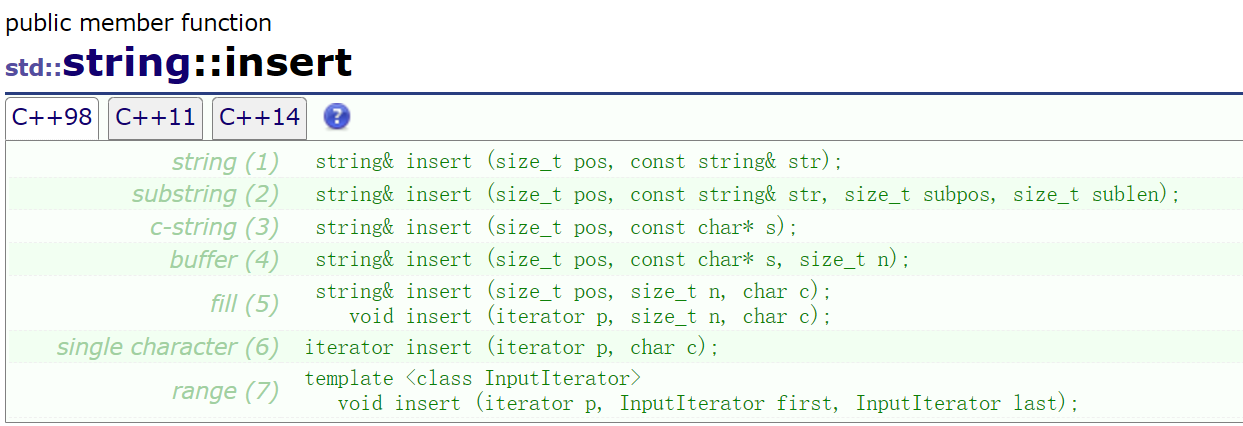 public member function
std::string::insert
C++98 C++11 C++14 ?
string (1) string& insert (size_t pos, const string& str);
substring (2) string& insert (size_t pos, const string& str, size_t subpos, size_t sublen);
c-string (3) string& insert (size_t pos, const char* s);
buffer (4) string& insert (size_t pos, const char* s, size_t n);
fill (5) string& insert (size_t pos, size_t n, char c);
void insert (iterator p, size_t n, char c);
single character (6) iterator insert (iterator p, char c);
range (7) template <class InputIterator>
void insert (iterator p, InputIterator first, InputIterator last);